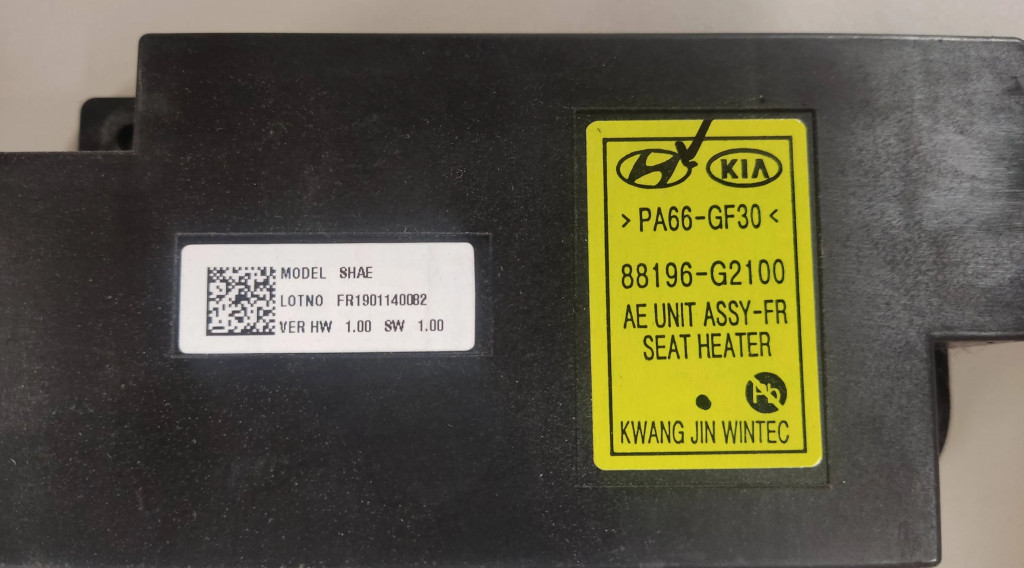 MODEL SHAE
LOTNO FR1901140082
VER HW 1.00 SW 1.00
KIA
>PA66-GF30<
88196-G2100
AE UNIT ASSY-FR
SEAT HEATER
Pb
KWANG JIN WINTEC